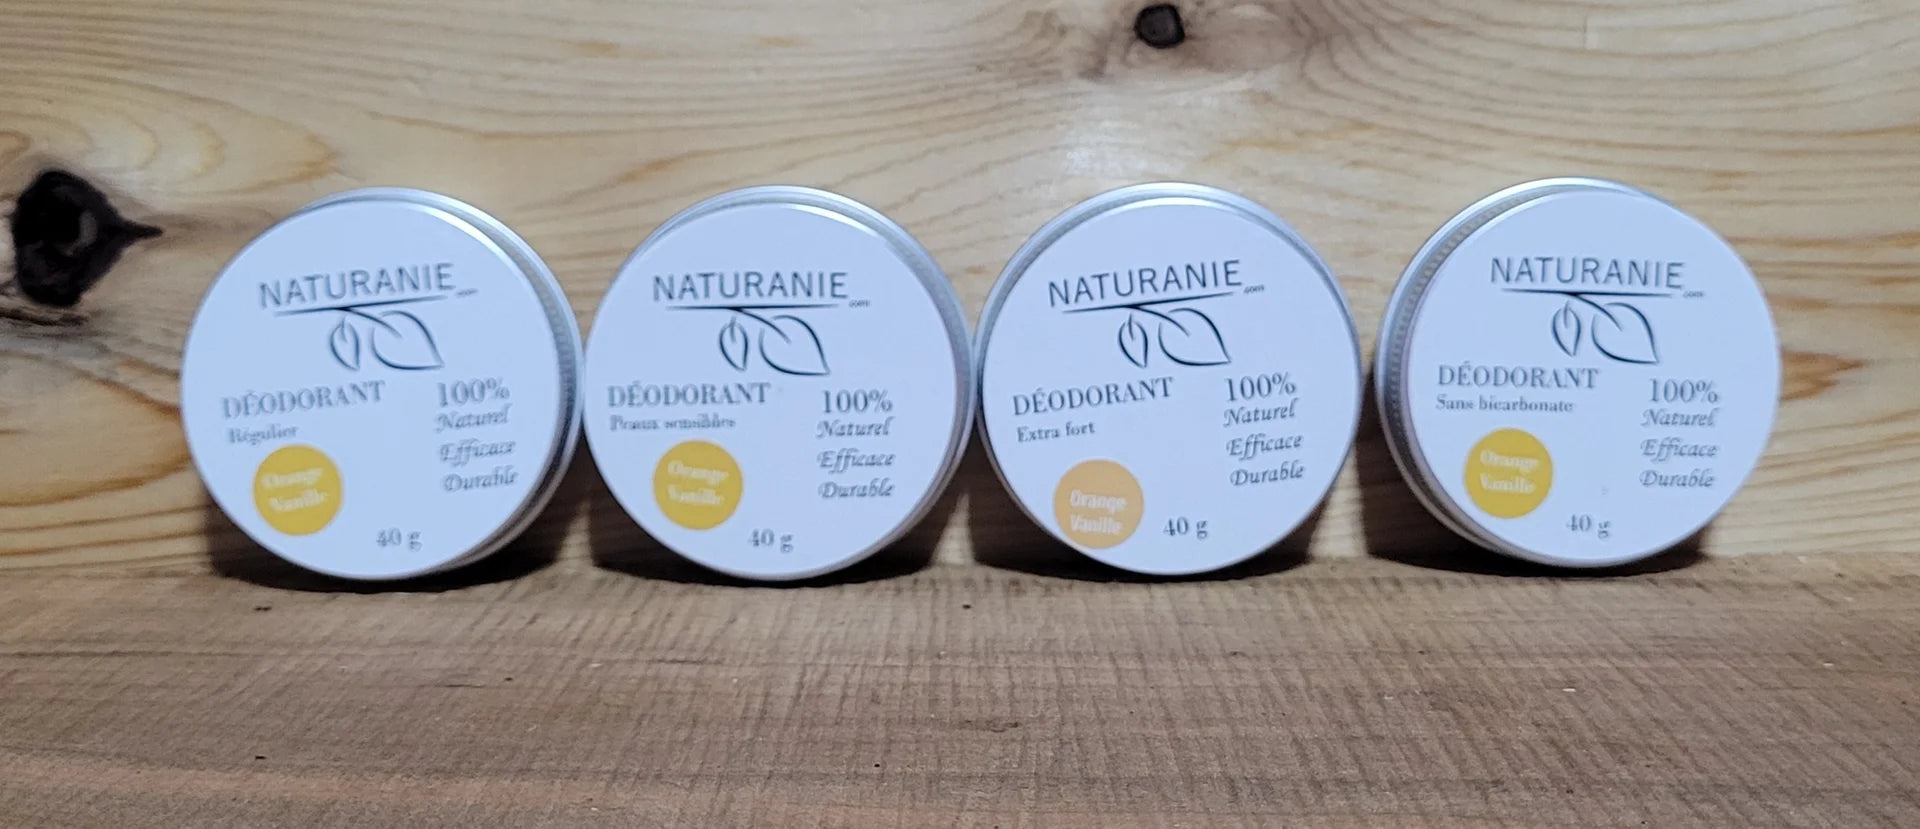 NATURANIE
.com
DÉODORANT
Régulier
100%
Naturel
Efficace
Durable
Orange
Vanille
40 g
NATURANIE
.com
DÉODORANT
Peaux sensibles
100%
Naturel
Efficace
Durable
Orange
Vanille
40 g
NATURANIE
.com
DÉODORANT
Extra fort
100%
Naturel
Efficace
Durable
Orange
Vanille
40 g
NATURANIE
.com
DÉODORANT
Sans bicarbonate
100%
Naturel
Efficace
Durable
Orange
Vanille
40 g